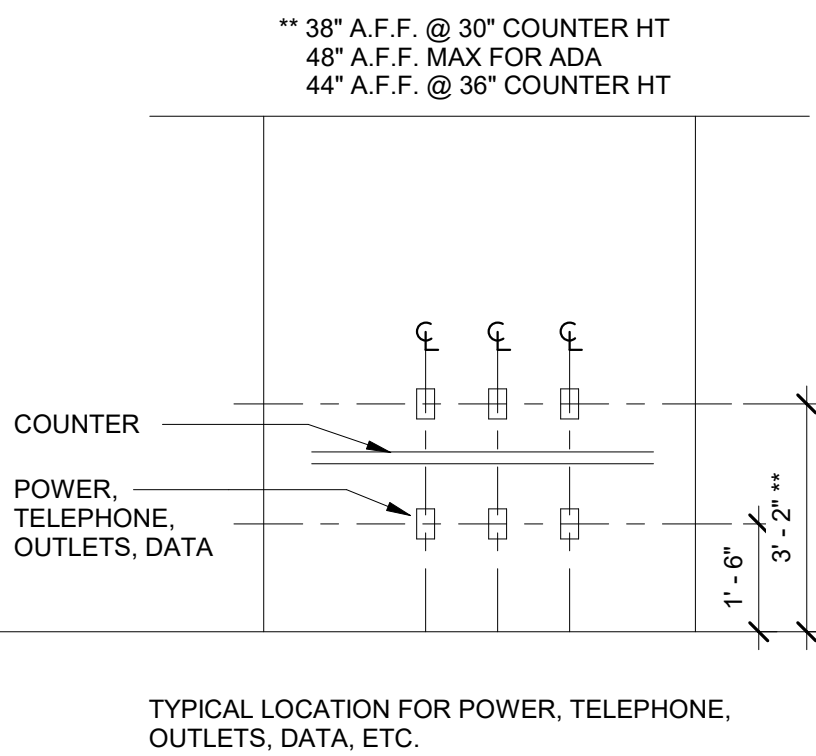 ** 38" A.F.F. @ 30" COUNTER HT
48" A.F.F. MAX FOR ADA
44" A.F.F. @ 36" COUNTER HT
℄ ℄ ℄
COUNTER
POWER,
TELEPHONE,
OUTLETS, DATA
1' - 6"
3' - 2" **
TYPICAL LOCATION FOR POWER, TELEPHONE,
OUTLETS, DATA, ETC.